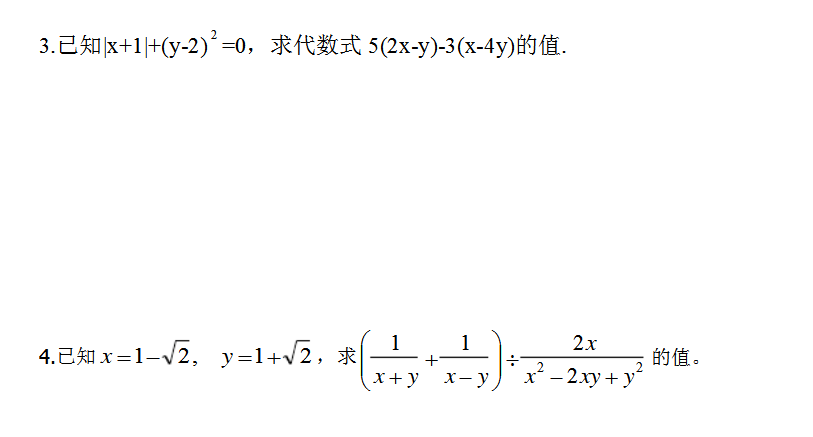 3.已知|x+1|+(y-2)²=0，求代数式 5(2x-y)-3(x-4y)的值.
4.已知 x=1-√2, y=1+√2，求(1/(x+y)+1/(x-y))÷2x/(x²-2xy+y²)的值。